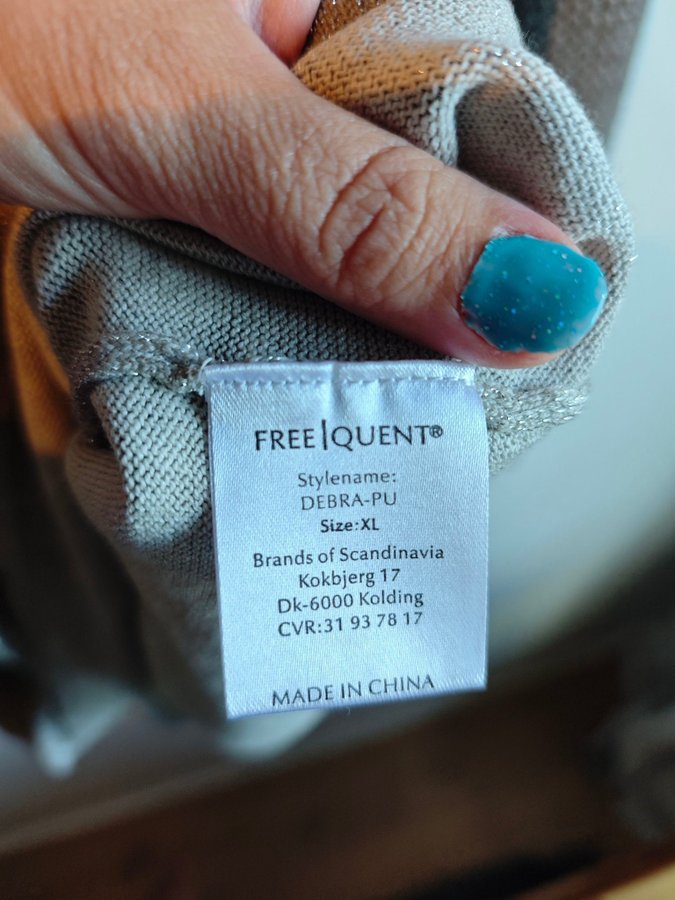 FREE|QUENT®
Stylename:
DEBRA-PU
Size:XL
Brands of Scandinavia
Kokbjerg 17
Dk-6000 Kolding
CVR:31 93 78 17
MADE IN CHINA